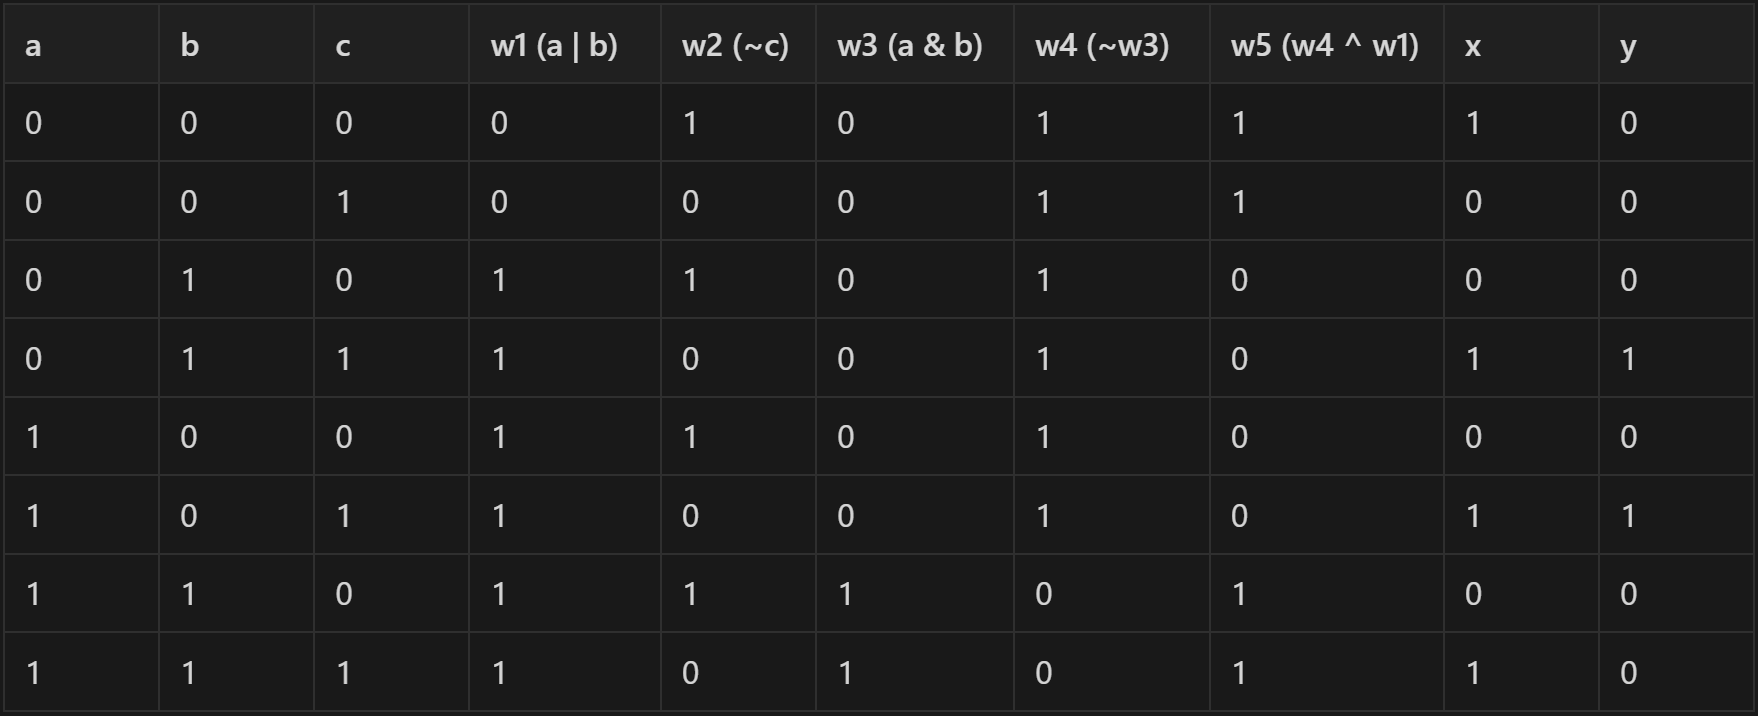 a b c w1 (a | b) w2 (~c) w3 (a & b) w4 (~w3) w5 (w4 ^ w1) x y
0 0 0 0 1 0 1 1 1 0
0 0 1 0 0 0 1 1 0 0
0 1 0 1 1 0 1 0 0 0
0 1 1 1 0 0 1 0 1 1
1 0 0 1 1 0 1 0 0 0
1 0 1 1 0 0 1 0 1 1
1 1 0 1 1 1 0 1 0 0
1 1 1 1 0 1 0 1 1 0